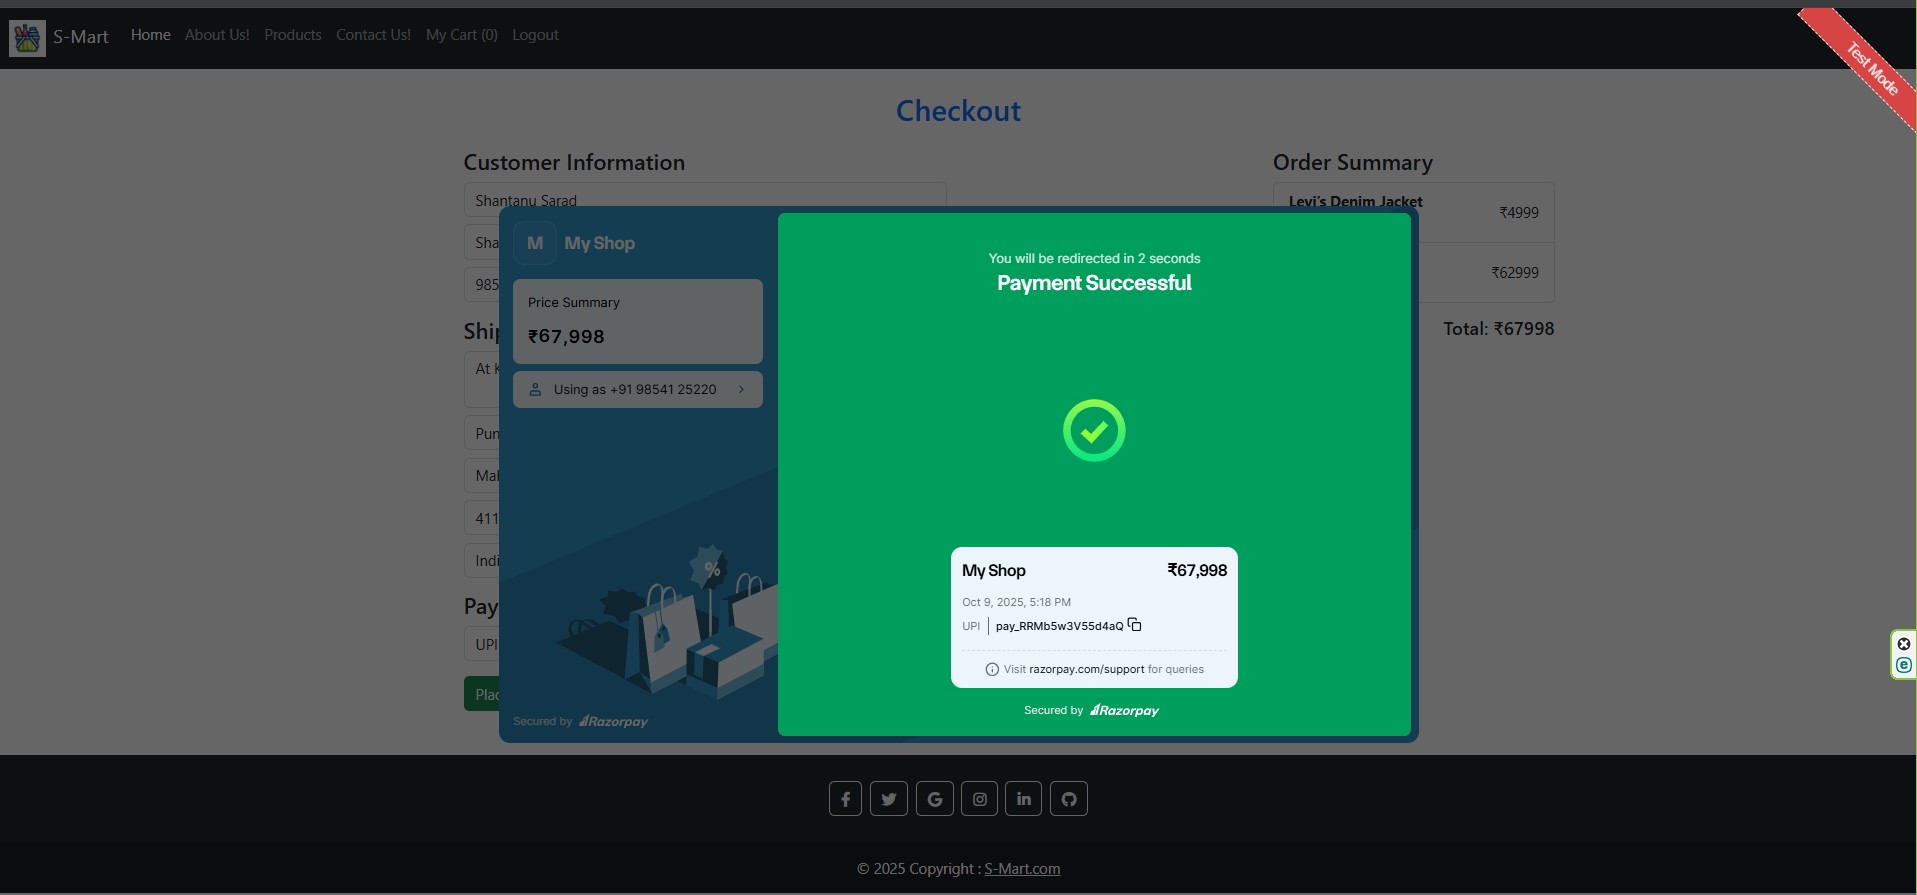 S-Mart Home About Us! Products Contact Us! My Cart (0) Logout
Test Mode
Checkout
Customer Information
Shantanu Sarad
Sha
985
Ship
At K
Pun
Mal
411
Indi
Pay
UPI
Plac
Order Summary
Levi's Denim Jacket
₹4999
₹62999
Total: ₹67998
M My Shop
Price Summary
₹67,998
Using as +91 98541 25220
%
Secured by Razorpay
You will be redirected in 2 seconds
Payment Successful
My Shop ₹67,998
Oct 9, 2025, 5:18 PM
UPI pay_RRMb5w3V55d4aQ
Visit razorpay.com/support for queries
Secured by Razorpay
© 2025 Copyright : S-Mart.com